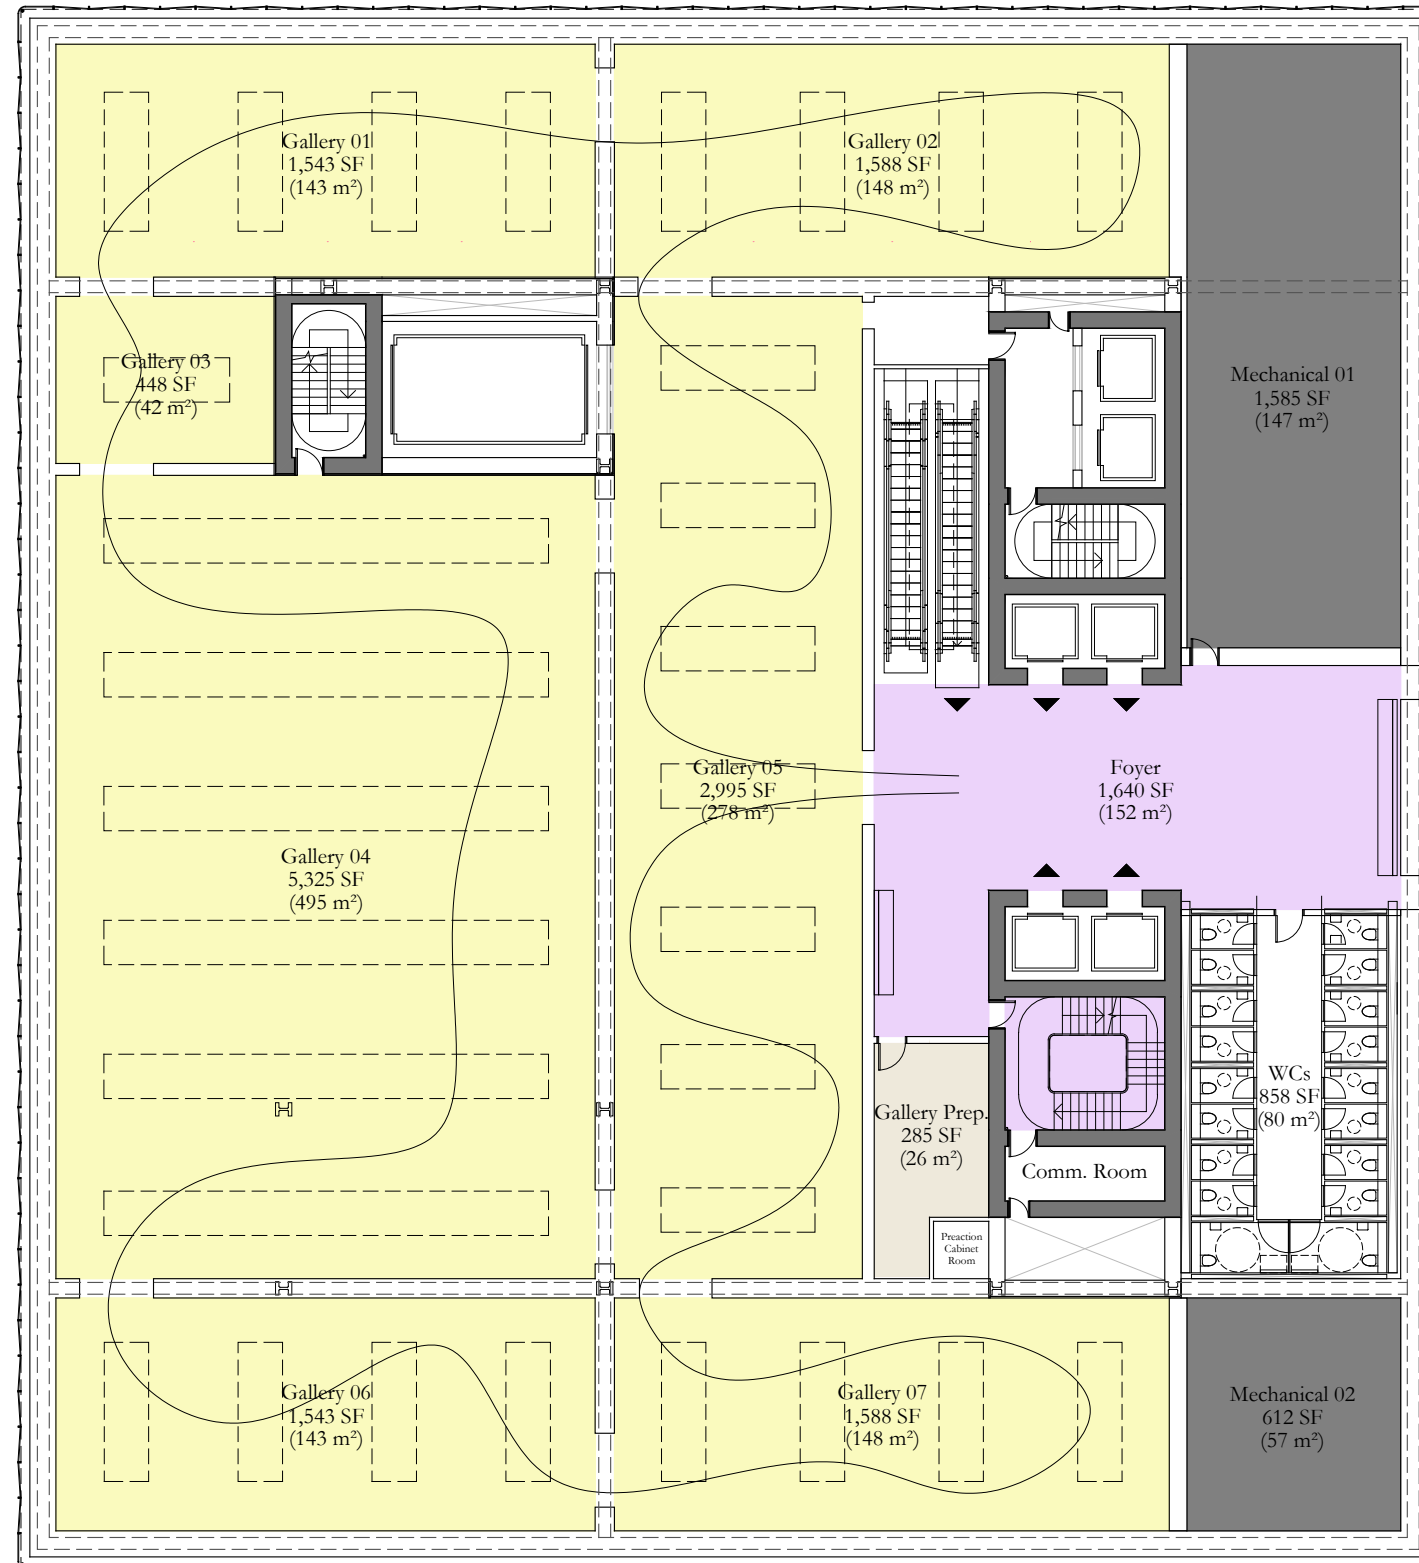 Gallery 01
1,543 SF
(143 m²)
Gallery 02
1,588 SF
(148 m²)
Gallery 03
448 SF
(42 m²)
Mechanical 01
1,585 SF
(147 m²)
Gallery 05
2,995 SF
(278 m²)
Foyer
1,640 SF
(152 m²)
Gallery 04
5,325 SF
(495 m²)
WCs
858 SF
(80 m²)
Gallery Prep.
285 SF
(26 m²)
Comm. Room
Preaction
Cabinet
Room
Gallery 06
1,543 SF
(143 m²)
Gallery 07
1,588 SF
(148 m²)
Mechanical 02
612 SF
(57 m²)